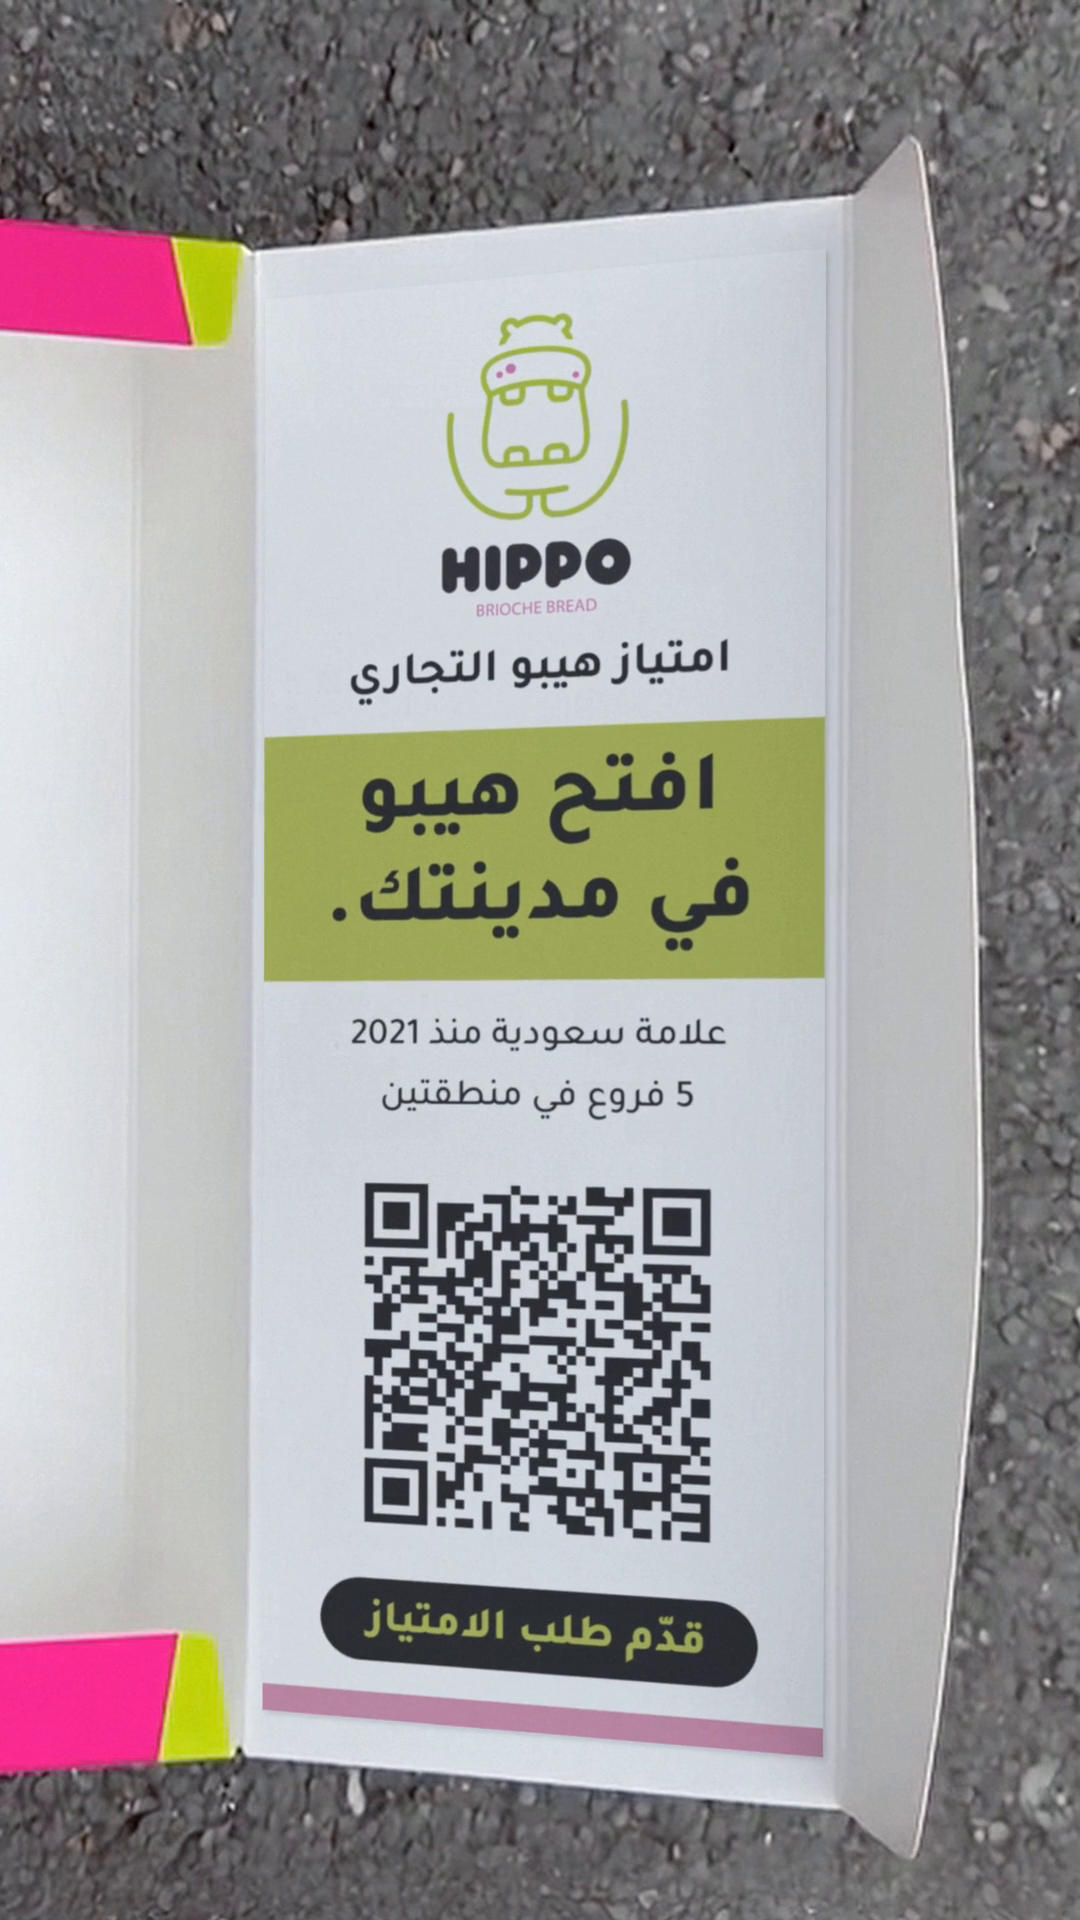 HIPPO
BRIOCHE BREAD
امتياز هيبو التجاري
افتح هيبو
في مدينتك.
علامة سعودية منذ 2021
5 فروع في منطقتين
قدّم طلب الامتياز